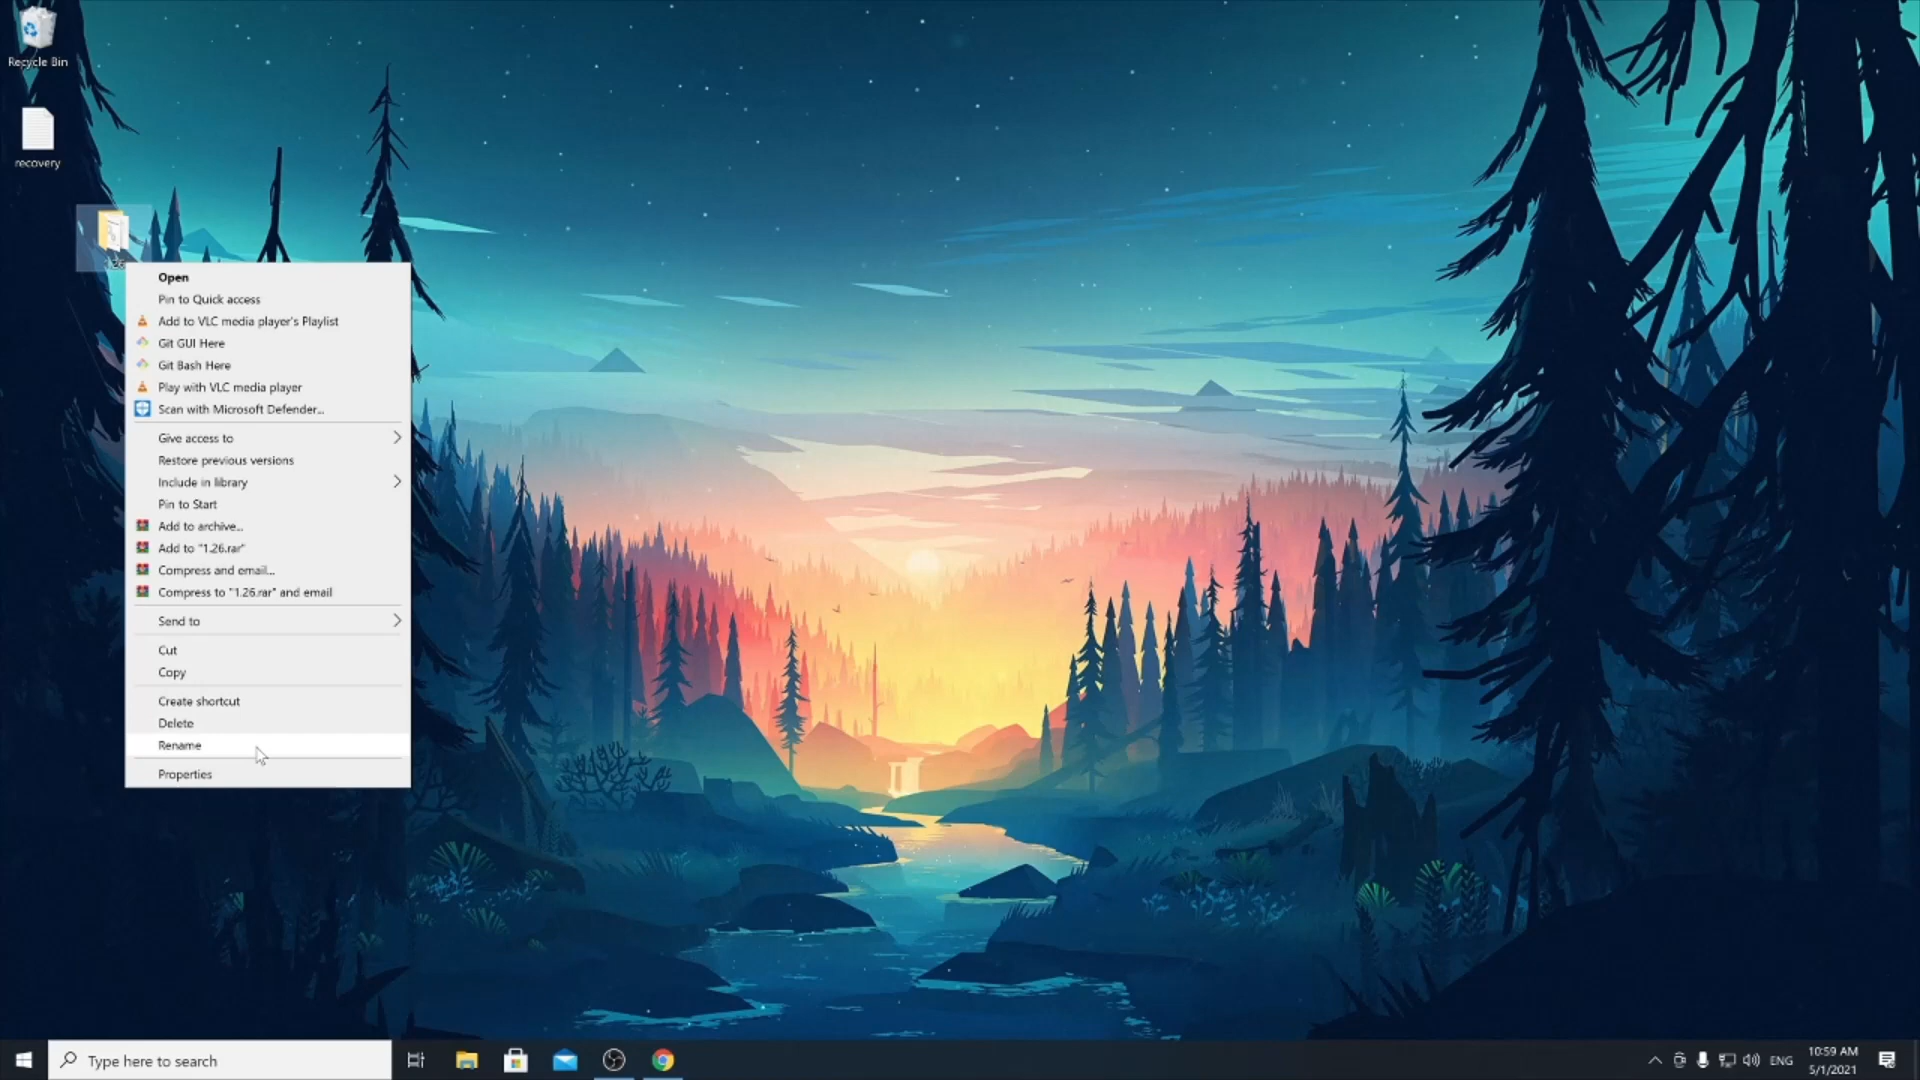 Recycle Bin
recovery
Open
Pin to Quick access
Add to VLC media player's Playlist
Git GUI Here
Git Bash Here
Play with VLC media player
Scan with Microsoft Defender...
Give access to
Restore previous versions
Include in library
Pin to Start
Add to archive...
Add to "1.26.rar"
Compress and email...
Compress to "1.26.rar" and email
Send to
Cut
Copy
Create shortcut
Delete
Rename
Properties
Type here to search
ENG
10:59 AM
5/1/2021